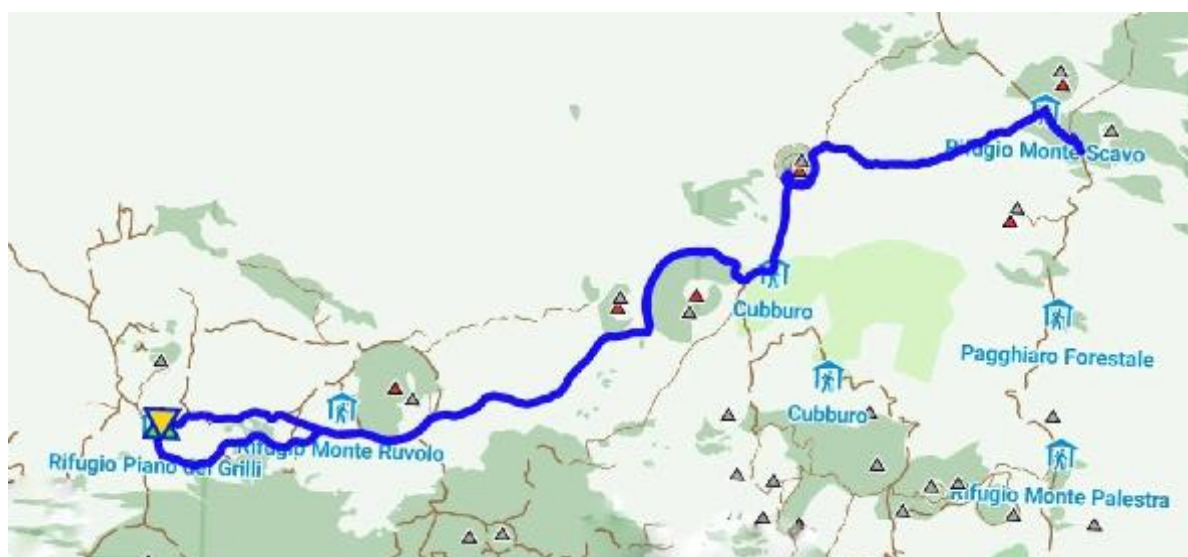 Rifugio Monte Scavo
Cubburo
Pagghiaro Forestale
Cubburo
Rifugio Monte Ruvolo
Rifugio Piano dei Grilli
Rifugio Monte Palestra